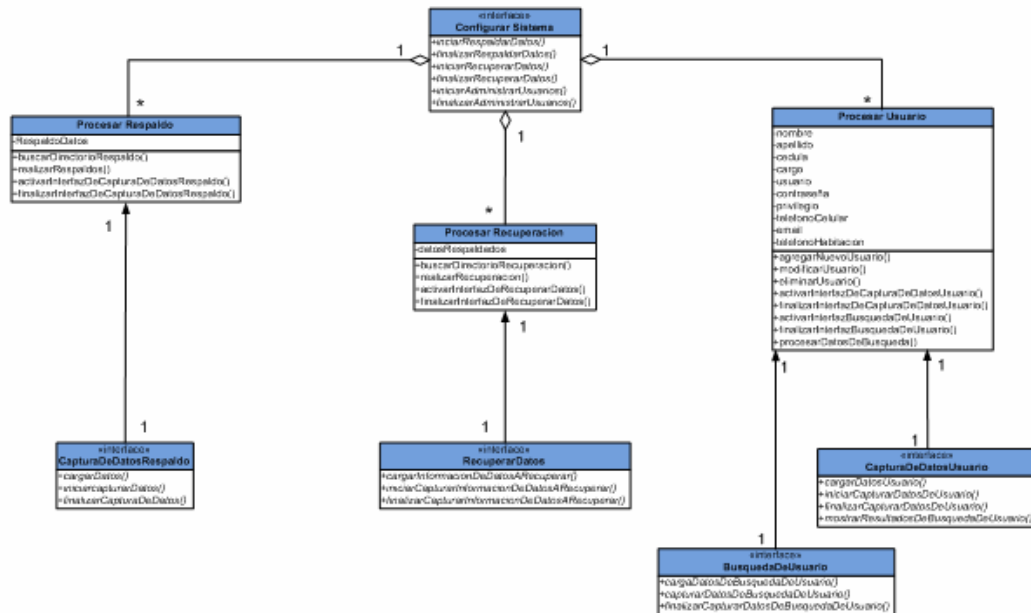 «interface»
Configurar Sistema
+iniciarRespaldarDatos()
+finalizarRespaldarDatos()
+iniciarRecuperarDatos()
+finalizarRecuperarDatos()
+iniciarAdministrarUsuarios()
+finalizarAdministrarUsuarios()
1
1
1
*
*
*
Procesar Respaldo
-RespaldoDatos
+buscarDirectorioRespaldo()
+realizarRespaldos()
+activarInterfazDeCapturaDeDatosRespaldo()
+finalizarInterfazDeCapturaDeDatosRespaldo()
1
Procesar Recuperacion
-datosRespaldados
+buscarDirectorioRecuperacion()
+realizarRecuperacion()
+activarInterfazDeRecuperarDatos()
+finalizarInterfazDeRecuperarDatos()
1
Procesar Usuario
-nombre
-apellido
-cedula
-cargo
-usuario
-contraseña
-privilegio
-telefonoCelular
-email
-telefonoHabitacion
+agregarNuevoUsuario()
+modificarUsuario()
+eliminarUsuario()
+activarInterfazDeCapturaDeDatosUsuario()
+finalizarInterfazDeCapturaDeDatosUsuario()
+activarInterfazBusquedaDeUsuario()
+finalizarInterfazBusquedaDeUsuario()
+procesarDatosDeBusqueda()
1
1
1
«interface»
CapturaDeDatosRespaldo
+cargarDatos()
+iniciarcapturarDatos()
+finalizarCapturaDeDatos()
1
«interface»
RecuperarDatos
+cargarInformacionDeDatosARecuperar()
+iniciarCapturarInformacionDeDatosARecuperar()
+finalizarCapturarInformacionDeDatosARecuperar()
1
«interface»
CapturaDeDatosUsuario
+cargarDatosUsuario()
+iniciarCapturarDatosDeUsuario()
+finalizarCapturarDatosDeUsuario()
+mostrarResultadosDeBusquedaDeUsuario()
1
«interface»
BusquedaDeUsuario
+cargaDatosDeBusquedaDeUsuario()
+capturarDatosDeBusquedaDeUsuario()
+finalizarCapturarDatosDeBusquedaDeUsuario()